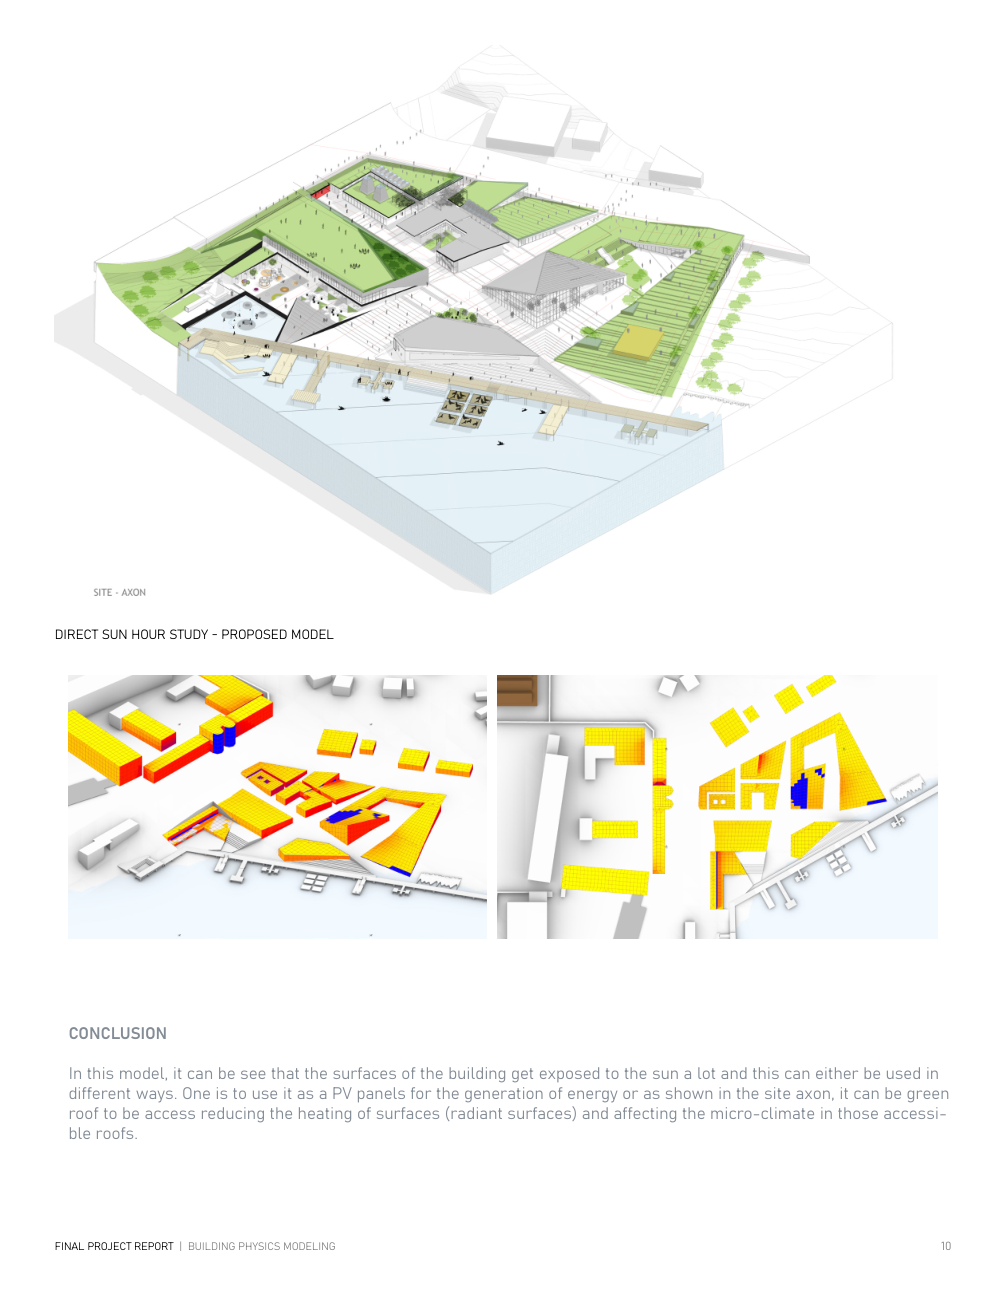 SITE - AXON
DIRECT SUN HOUR STUDY - PROPOSED MODEL
CONCLUSION
In this model, it can be see that the surfaces of the building get exposed to the sun a lot and this can either be used in
different ways. One is to use it as a PV panels for the generation of energy or as shown in the site axon, it can be green
roof to be access reducing the heating of surfaces (radiant surfaces) and affecting the micro-climate in those accessi-
ble roofs.
FINAL PROJECT REPORT | BUILDING PHYSICS MODELING
10